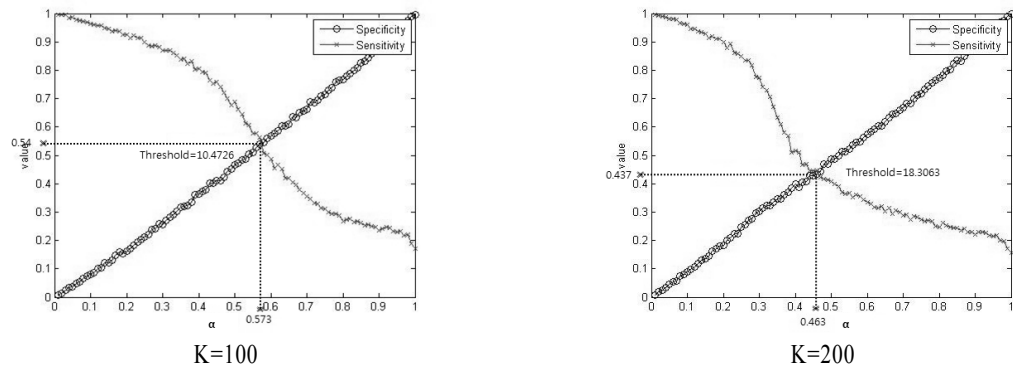 1
0.9
0.8
0.7
0.6
0.54
0.5
value
0.4
0.3
0.2
0.1
0
Specificity
Sensitivity
Threshold=10.4726
0 0.1 0.2 0.3 0.4 0.5 0.6 0.7 0.8 0.9 1
0.573
α
K=100
1
0.9
0.8
0.7
0.6
0.5
value
0.437
0.4
0.3
0.2
0.1
0
Specificity
Sensitivity
Threshold=18.3063
0 0.1 0.2 0.3 0.4 0.5 0.6 0.7 0.8 0.9 1
0.463
α
K=200